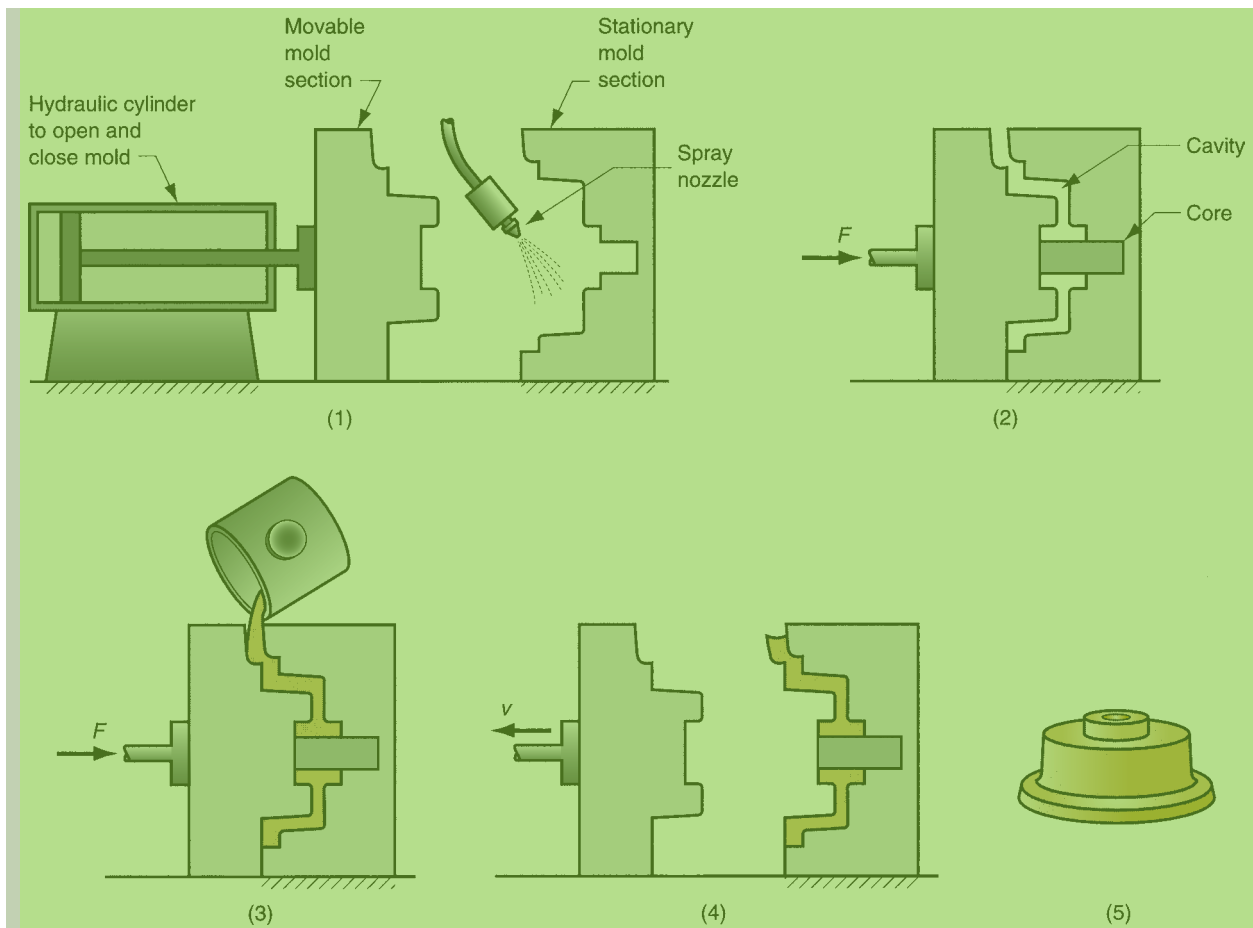 Movable
mold
section
Stationary
mold
section
Hydraulic cylinder
to open and
close mold
Spray
nozzle
Cavity
Core
F
(1)
(2)
F
v
(3)
(4)
(5)